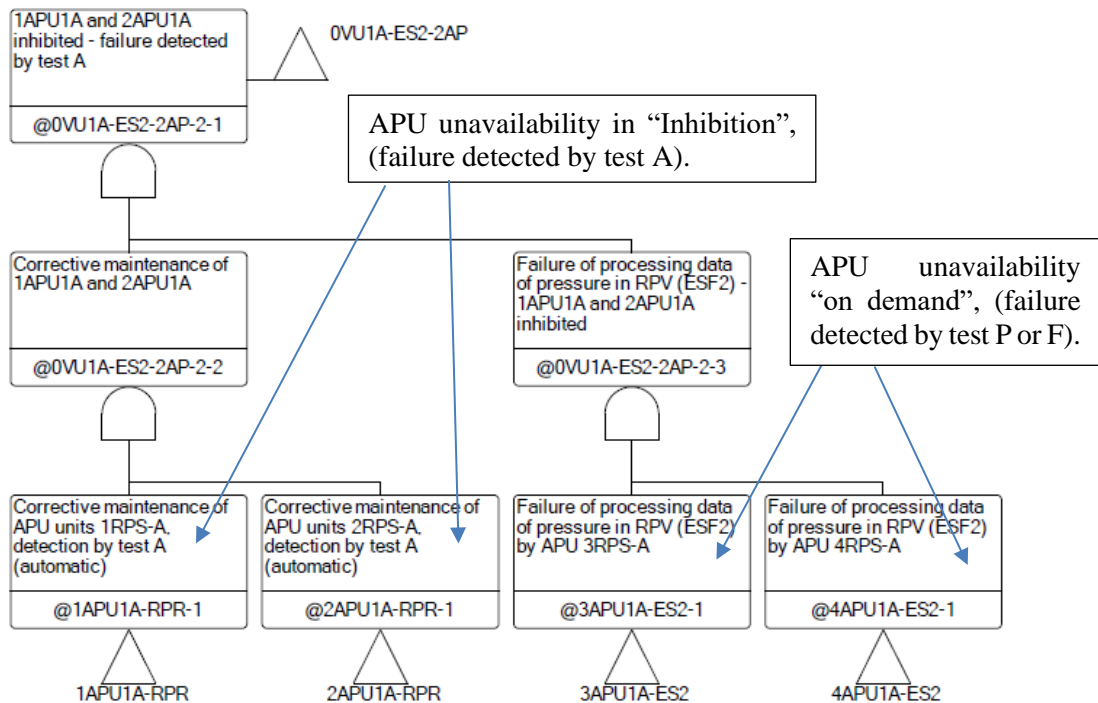 1APU1A and 2APU1A
inhibited - failure detected
by test A
@0VU1A-ES2-2AP-2-1
0VU1A-ES2-2AP
APU unavailability in “Inhibition”,
(failure detected by test A).
Corrective maintenance of
1APU1A and 2APU1A
@0VU1A-ES2-2AP-2-2
Failure of processing data
of pressure in RPV (ESF2) -
1APU1A and 2APU1A
inhibited
@0VU1A-ES2-2AP-2-3
APU unavailability
“on demand”, (failure
detected by test P or F).
Corrective maintenance of
APU units 1RPS-A,
detection by test A
(automatic)
@1APU1A-RPR-1
1APU1A-RPR
Corrective maintenance of
APU units 2RPS-A,
detection by test A
(automatic)
@2APU1A-RPR-1
2APU1A-RPR
Failure of processing data
of pressure in RPV (ESF2)
by APU 3RPS-A
@3APU1A-ES2-1
3APU1A-ES2
Failure of processing data
of pressure in RPV (ESF2)
by APU 4RPS-A
@4APU1A-ES2-1
4APU1A-ES2